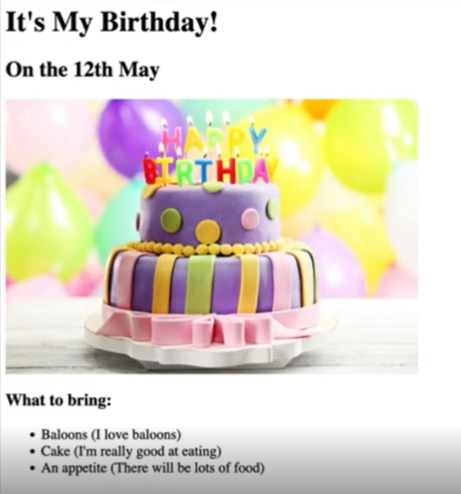 It's My Birthday!
On the 12th May
HAPPY
BIRTHDAY
What to bring:
Baloons (I love baloons)
Cake (I'm really good at eating)
An appetite (There will be lots of food)